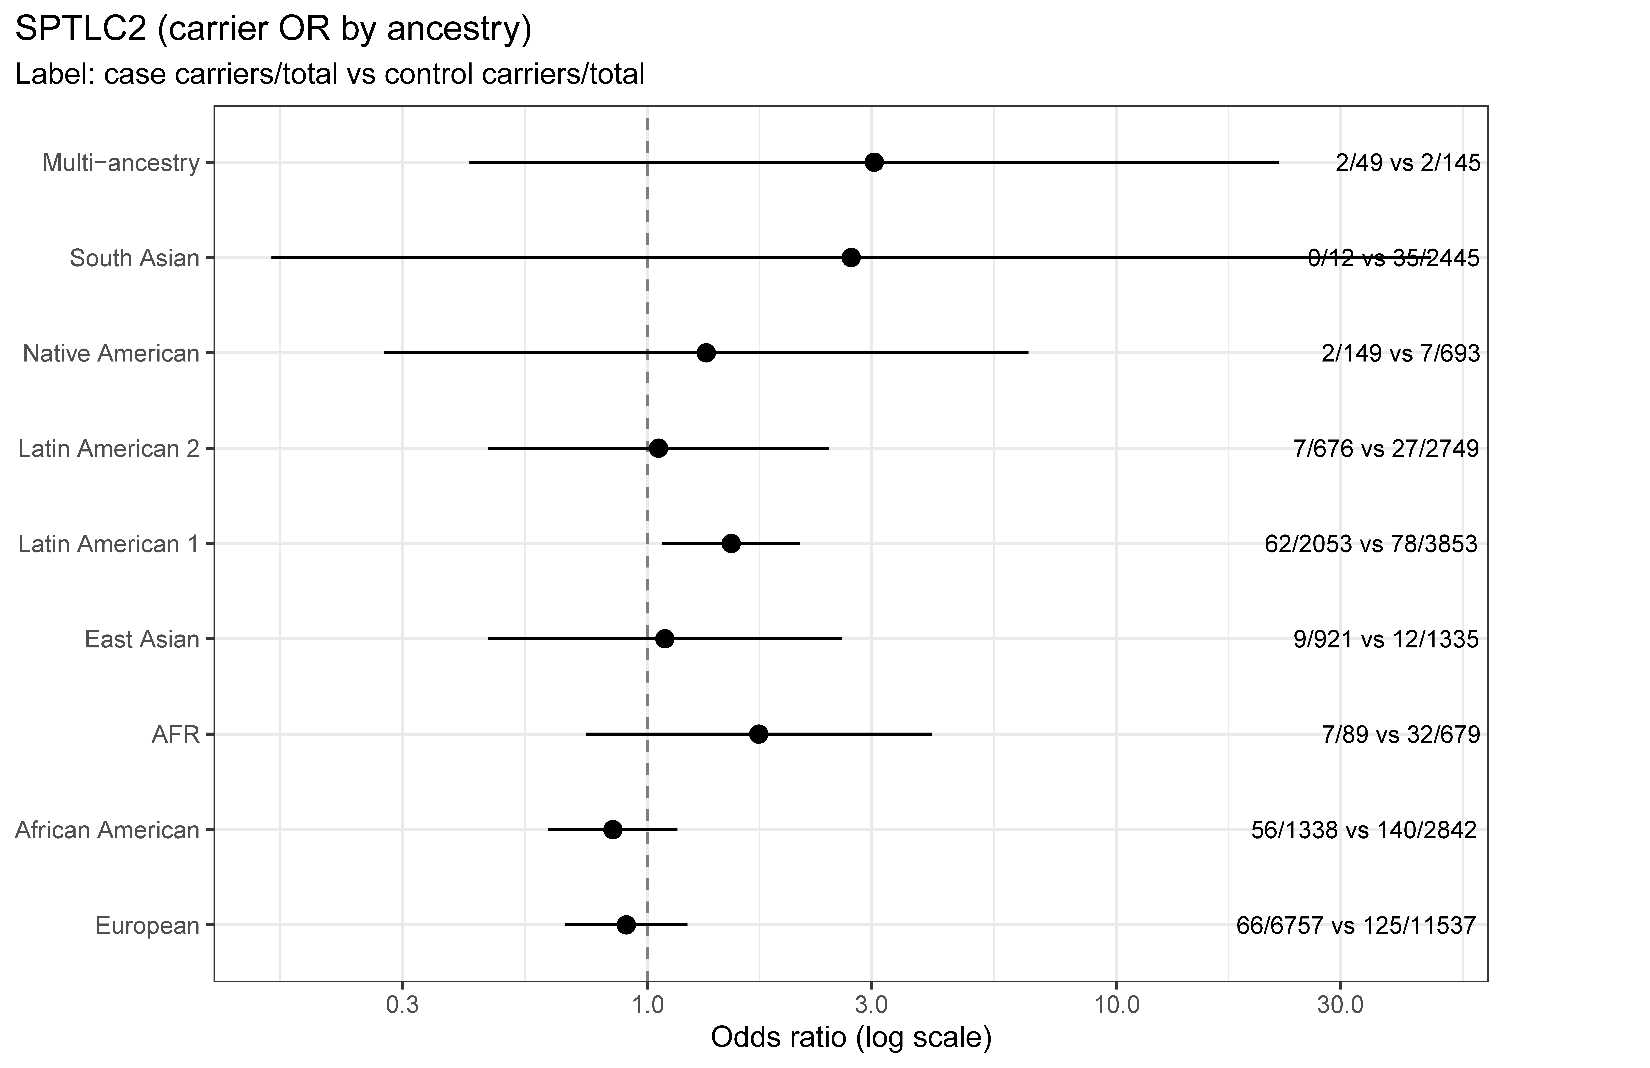 SPTLC2 (carrier OR by ancestry)
Label: case carriers/total vs control carriers/total
Multi−ancestry 2/49 vs 2/145
South Asian 0/12 vs 35/2445
Native American 2/149 vs 7/693
Latin American 2 7/676 vs 27/2749
Latin American 1 62/2053 vs 78/3853
East Asian 9/921 vs 12/1335
AFR 7/89 vs 32/679
African American 56/1338 vs 140/2842
European 66/6757 vs 125/11537
0.3 1.0 3.0 10.0 30.0
Odds ratio (log scale)